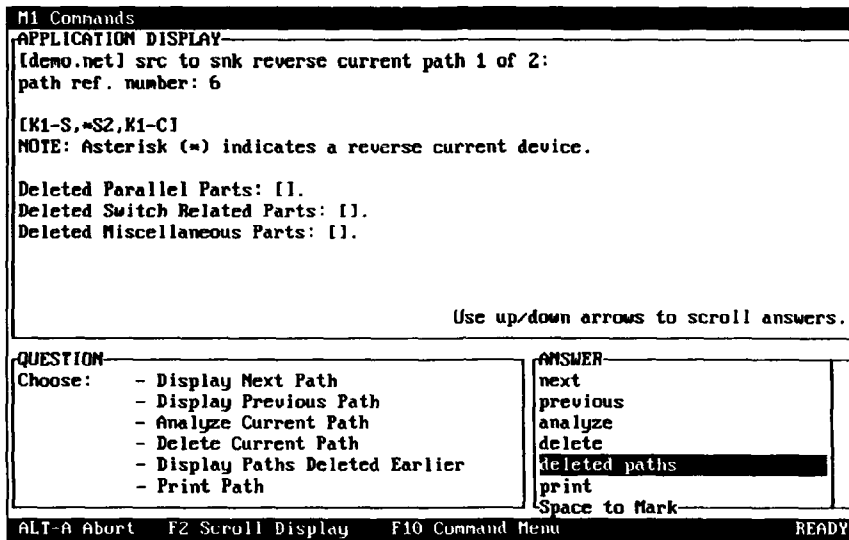 M1 Commands
APPLICATION DISPLAY
[demo.net] src to snk reverse current path 1 of 2:
path ref. number: 6
[K1-S,*S2,K1-C]
NOTE: Asterisk (*) indicates a reverse current device.
Deleted Parallel Parts: [].
Deleted Switch Related Parts: [].
Deleted Miscellaneous Parts: [].
Use up/down arrows to scroll answers.
QUESTION
Choose: - Display Next Path
- Display Previous Path
- Analyze Current Path
- Delete Current Path
- Display Paths Deleted Earlier
- Print Path
ANSWER
next
previous
analyze
delete
deleted paths
print
Space to Mark
ALT-A Abort F2 Scroll Display F10 Command Menu READY